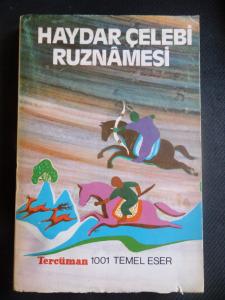 HAYDAR ÇELEBİ
RUZNÂMESİ
Tercüman 1001 TEMEL ESER